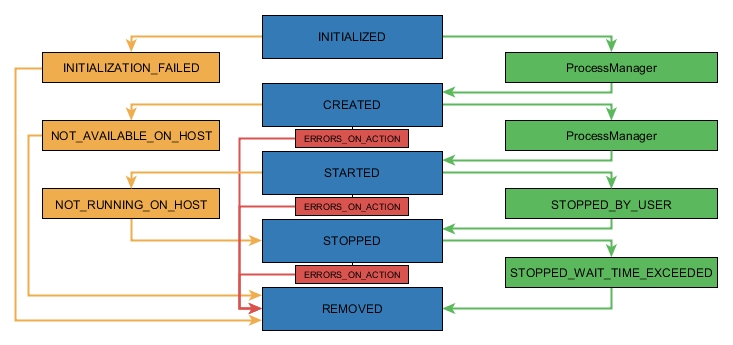 INITIALIZED
INITIALIZATION_FAILED
ProcessManager
CREATED
NOT_AVAILABLE_ON_HOST
ERRORS_ON_ACTION
ProcessManager
STARTED
NOT_RUNNING_ON_HOST
ERRORS_ON_ACTION
STOPPED_BY_USER
STOPPED
ERRORS_ON_ACTION
STOPPED_WAIT_TIME_EXCEEDED
REMOVED